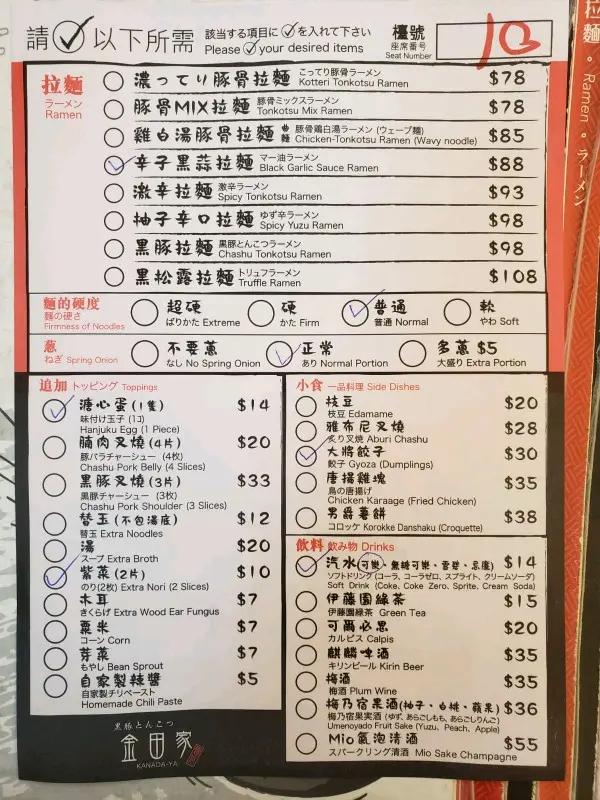 請 以下所需
該当する項目に を入れて下さい
Please your desired items
檯號
座席番号
Seat Number
13
拉麵
ラーメン
Ramen
濃ってり豚骨拉麵 こってり豚骨ラーメン $78
Kotteri Tonkotsu Ramen
豚骨MIX拉麵 豚骨ミックスラーメン $78
Tonkotsu Mix Ramen
雞白湯豚骨拉麵 曲麵 豚骨鶏白湯ラーメン (ウェーブ麺) $85
Chicken-Tonkotsu Ramen (Wavy noodle)
辛子黑蒜拉麵 マー油ラーメン $88
Black Garlic Sauce Ramen
激辛拉麵 激辛ラーメン $93
Spicy Tonkotsu Ramen
柚子辛口拉麵 ゆず辛ラーメン $98
Spicy Yuzu Ramen
黑豚拉麵 黒豚とんこつラーメン $98
Chashu Tonkotsu Ramen
黑松露拉麵 トリュフラーメン $108
Truffle Ramen
麵的硬度
麺の硬さ
Firmness of Noodles
超硬 硬 普通 軟
ばりかた Extreme かた Firm 普通 Normal やわ Soft
葱
ねぎ Spring Onion
不要蔥 正常 多蔥 $5
なし No Spring Onion あり Normal Portion 大盛り Extra Portion
追加 トッピング Toppings
溏心蛋(1隻) $14
味付け玉子 (1コ)
Hanjuku Egg (1 Piece)
腩肉叉燒(4片) $20
豚バラチャーシュー (4枚)
Chashu Pork Belly (4 Slices)
黑豚叉燒(3片) $33
黒豚チャーシュー (3枚)
Chashu Pork Shoulder (3 Slices)
替玉(不包湯底) $12
替玉 Extra Noodles
湯 $20
スープ Extra Broth
紫菜(2片) $10
のり(2枚) Extra Nori (2 Slices)
木耳 $7
きくらげ Extra Wood Ear Fungus
粟米 $7
コーン Corn
芽菜 $7
もやし Bean Sprout
自家製辣醬 $5
自家製チリペースト
Homemade Chilli Paste
黒豚とんこつ
金田家
KANADA-YA
小食 一品料理 Side Dishes
枝豆 $20
枝豆 Edamame
雅布尼叉燒 $28
炙り叉焼 Aburi Chashu
大將餃子 $30
餃子 Gyoza (Dumplings)
唐揚雞塊 $35
鳥の唐揚げ
Chicken Karaage (Fried Chicken)
男爵薯餅 $38
コロッケ Korokke Danshaku (Croquette)
飲料 飲み物 Drinks
汽水(可樂、無糖可樂、雪碧、忌廉) $14
ソフトドリンク (コーラ、コーラゼロ、スプライト、クリームソーダ)
Soft Drink (Coke, Coke Zero, Sprite, Cream Soda)
伊藤園綠茶 $15
伊藤園緑茶 Green Tea
可爾必思 $20
カルピス Calpis
麒麟啤酒 $35
キリンビール Kirin Beer
梅酒 $35
梅酒 Plum Wine
梅乃宿果酒(柚子、白桃、蘋果) $36
梅乃宿果実酒 (ゆず, あらごしもも, あらごしりんご)
Umenoyado Fruit Sake (Yuzu, Peach, Apple)
Mio氣泡清酒 $55
スパークリング清酒 Mio Sake Champagne
拉麵。Ramen。ラーメン